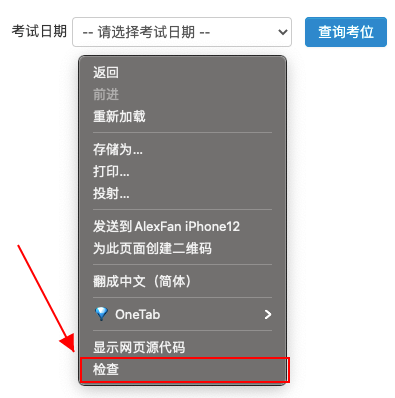 考试日期 -- 请选择考试日期 -- 查询考位
返回
前进
重新加载
存储为...
打印...
投射...
发送到 AlexFan iPhone12
为此页面创建二维码
翻成中文（简体）
OneTab
显示网页源代码
检查